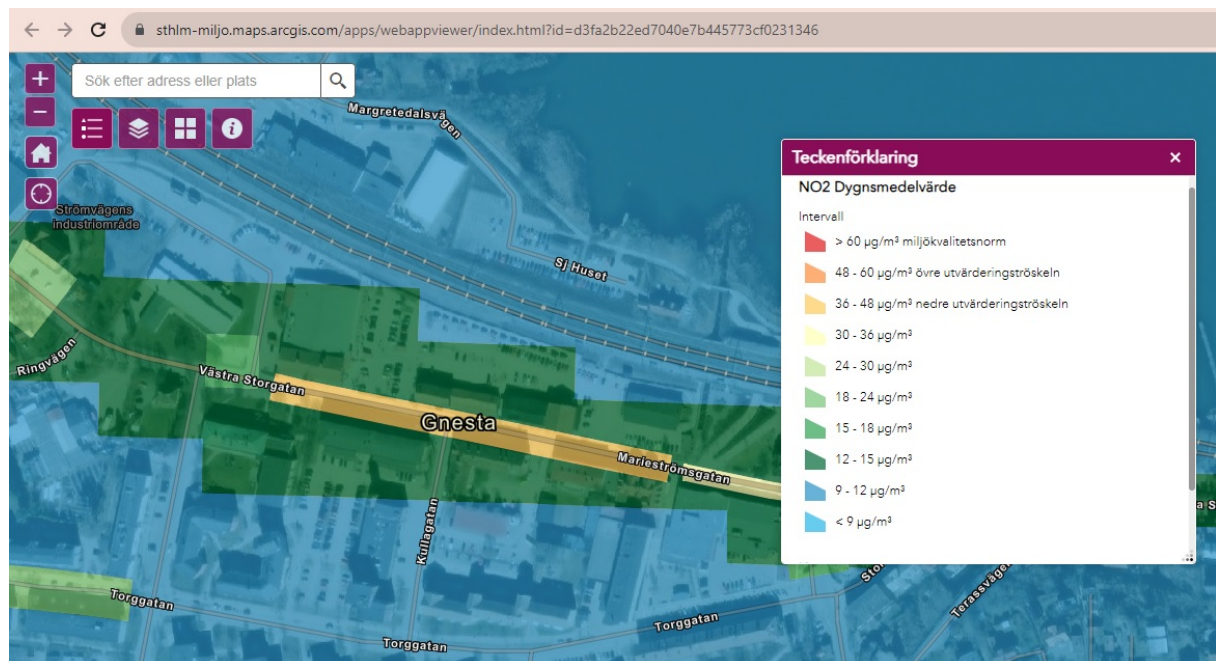 sthlm-miljo.maps.arcgis.com/apps/webappviewer/index.html?id=d3fa2b22ed7040e7b445773cf0231346
+
Sök efter adress eller plats
−
Margretedalsvägen
Teckenförklaring ×
NO2 Dygnsmedelvärde
Intervall
> 60 µg/m³ miljökvalitetsnorm
48 - 60 µg/m³ övre utvärderingströskeln
36 - 48 µg/m³ nedre utvärderingströskeln
30 - 36 µg/m³
24 - 30 µg/m³
18 - 24 µg/m³
15 - 18 µg/m³
12 - 15 µg/m³
9 - 12 µg/m³
< 9 µg/m³
Strömvägens
industriområde
Sj Huset
Ringvägen
Västra Storgatan
Gnesta
Marieströmsgatan
Kullagatan
Terassvägen
Torggatan
Torggatan
Torggatan